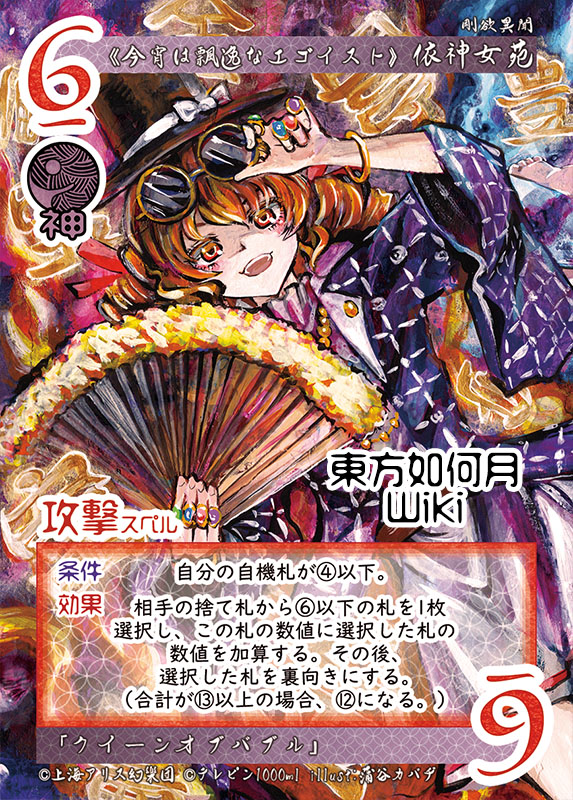 剛欲異聞
6
《今宵は飄逸なエゴイスト》 依神女苑
神
東方如何月
Wiki
攻撃スペル
条件 自分の自機札が④以下。
効果 相手の捨て札から⑥以下の札を1枚
選択し、この札の数値に選択した札の
数値を加算する。その後、
選択した札を裏向きにする。
(合計が⑬以上の場合、⑫になる。)
6
「クイーンオブバブル」
©上海アリス幻樂団 ©テレピン1000ml illust:蒲谷カバヂ